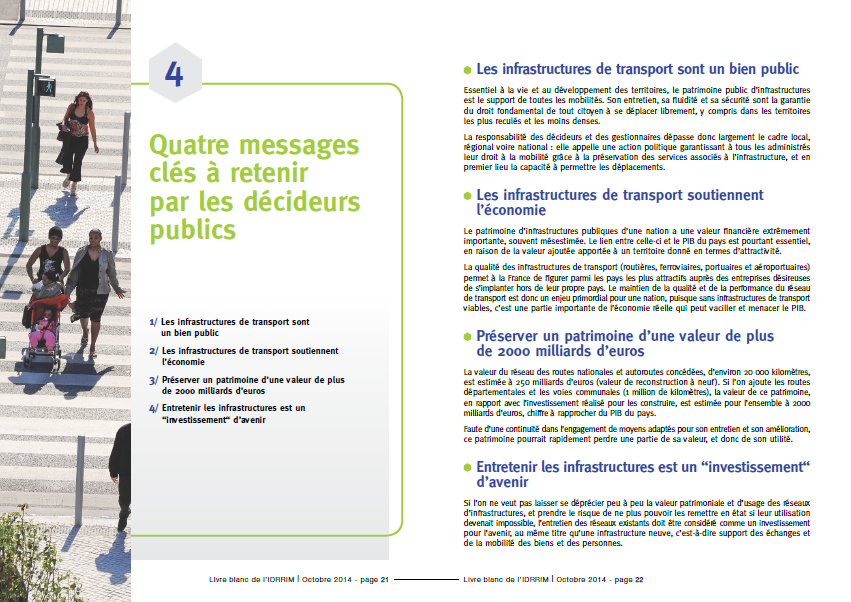 4
Quatre messages
clés à retenir
par les décideurs
publics
1/ Les infrastructures de transport sont
un bien public
2/ Les infrastructures de transport soutiennent
l'économie
3/ Préserver un patrimoine d'une valeur de plus
de 2000 milliards d'euros
4/ Entretenir les infrastructures est un
“investissement“ d'avenir
Livre blanc de l'IDRRIM | Octobre 2014 - page 21
Les infrastructures de transport sont un bien public
Essentiel à la vie et au développement des territoires, le patrimoine public d'infrastructures
est le support de toutes les mobilités. Son entretien, sa fluidité et sa sécurité sont la garantie
du droit fondamental de tout citoyen à se déplacer librement, y compris dans les territoires
les plus reculés et les moins denses.
La responsabilité des décideurs et des gestionnaires dépasse donc largement le cadre local,
régional voire national : elle appelle une action politique garantissant à tous les administrés
leur droit à la mobilité grâce à la préservation des services associés à l'infrastructure, et en
premier lieu la capacité à permettre les déplacements.
Les infrastructures de transport soutiennent
l'économie
Le patrimoine d'infrastructures publiques d'une nation a une valeur financière extrêmement
importante, souvent mésestimée. Le lien entre celle-ci et le PIB du pays est pourtant essentiel,
en raison de la valeur ajoutée apportée à un territoire donné en termes d'attractivité.
La qualité des infrastructures de transport (routières, ferroviaires, portuaires et aéroportuaires)
permet à la France de figurer parmi les pays les plus attractifs auprès des entreprises désireuses
de s'implanter hors de leur propre pays. Le maintien de la qualité et de la performance du réseau
de transport est donc un enjeu primordial pour une nation, puisque sans infrastructures de transport
viables, c'est une partie importante de l'économie réelle qui peut vaciller et menacer le PIB.
Préserver un patrimoine d'une valeur de plus
de 2000 milliards d'euros
La valeur du réseau des routes nationales et autoroutes concédées, d'environ 20 000 kilomètres,
est estimée à 250 milliards d'euros (valeur de reconstruction à neuf). Si l'on ajoute les routes
départementales et les voies communales (1 million de kilomètres), la valeur de ce patrimoine,
en rapport avec l'investissement réalisé pour les construire, est estimée pour l'ensemble à 2000
milliards d'euros, chiffre à rapprocher du PIB du pays.
Faute d'une continuité dans l'engagement de moyens adaptés pour son entretien et son amélioration,
ce patrimoine pourrait rapidement perdre une partie de sa valeur, et donc de son utilité.
Entretenir les infrastructures est un “investissement“
d'avenir
Si l'on ne veut pas laisser se déprécier peu à peu la valeur patrimoniale et d'usage des réseaux
d'infrastructures, et prendre le risque de ne plus pouvoir les remettre en état si leur utilisation
devenait impossible, l'entretien des réseaux existants doit être considéré comme un investissement
pour l'avenir, au même titre qu'une infrastructure neuve, c'est-à-dire support des échanges et
de la mobilité des biens et des personnes.
Livre blanc de l'IDRRIM | Octobre 2014 - page 22